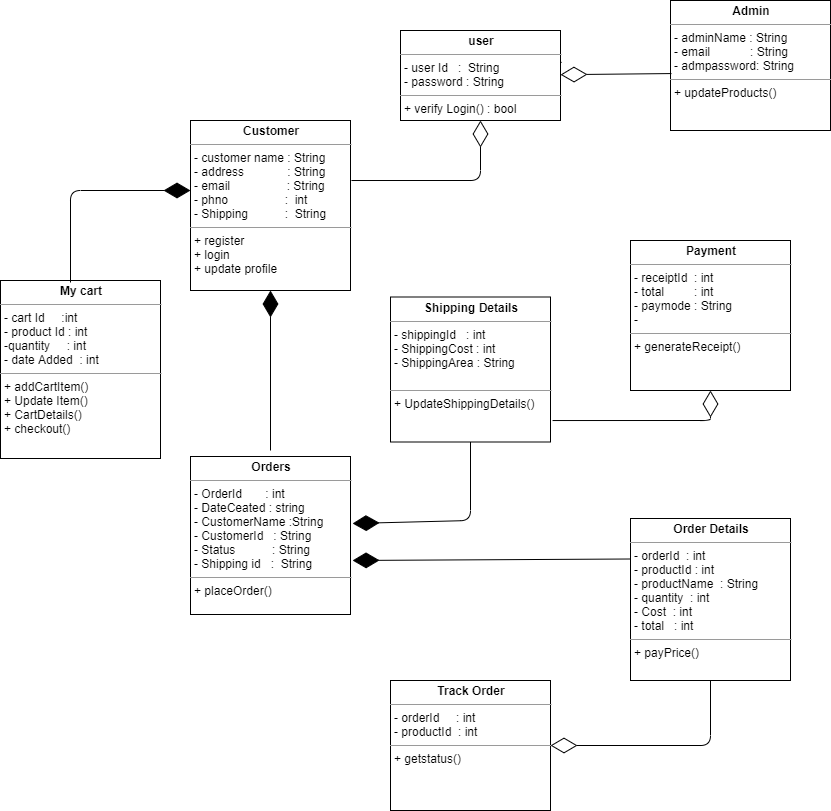 Admin
- adminName : String
- email : String
- admpassword: String
+ updateProducts()
user
- user Id : String
- password : String
+ verify Login() : bool
Customer
- customer name : String
- address : String
- email : String
- phno : int
- Shipping : String
+ register
+ login
+ update profile
My cart
- cart Id :int
- product Id : int
-quantity : int
- date Added : int
+ addCartItem()
+ Update Item()
+ CartDetails()
+ checkout()
Shipping Details
- shippingId : int
- ShippingCost : int
- ShippingArea : String
+ UpdateShippingDetails()
Payment
- receiptId : int
- total : int
- paymode : String
-
+ generateReceipt()
Orders
- OrderId : int
- DateCeated : string
- CustomerName :String
- CustomerId : String
- Status : String
- Shipping id : String
+ placeOrder()
Order Details
- orderId : int
- productId : int
- productName : String
- quantity : int
- Cost : int
- total : int
+ payPrice()
Track Order
- orderId : int
- productId : int
+ getstatus()